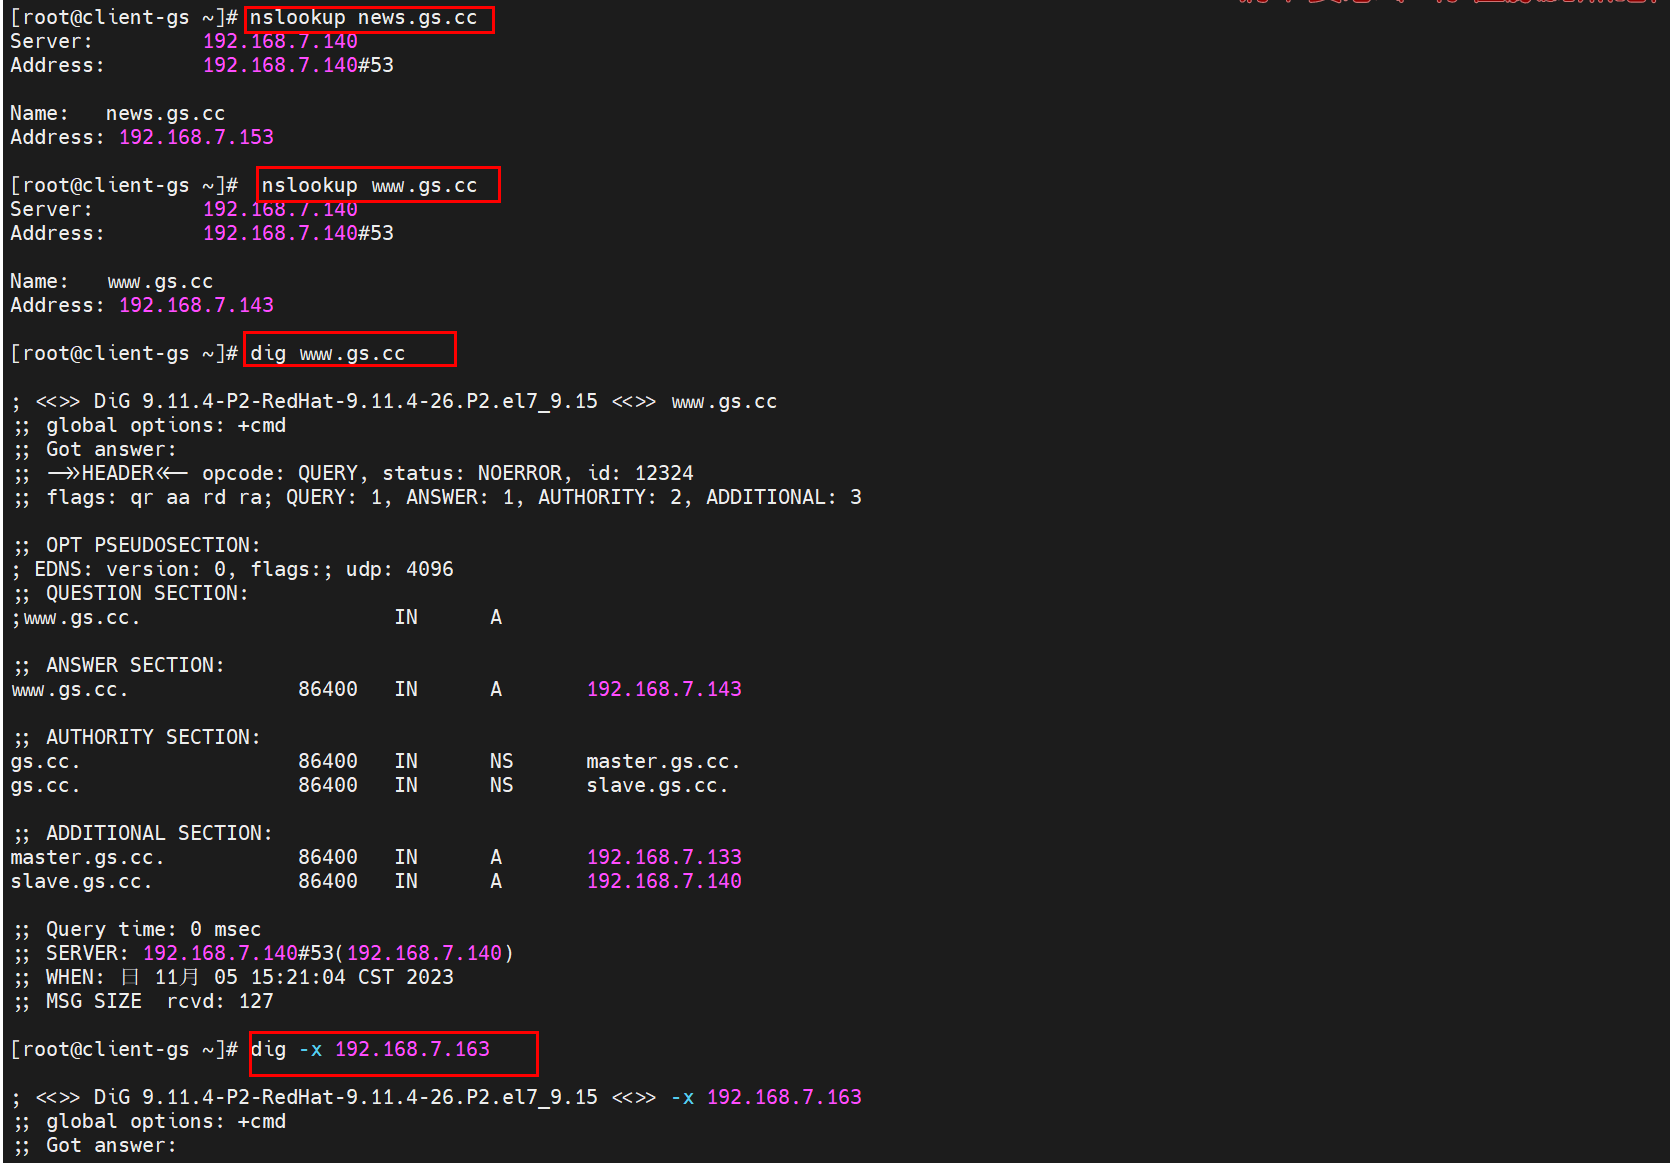 [root@client-gs ~]# nslookup news.gs.cc
Server: 192.168.7.140
Address: 192.168.7.140#53
Name: news.gs.cc
Address: 192.168.7.153
[root@client-gs ~]# nslookup www.gs.cc
Server: 192.168.7.140
Address: 192.168.7.140#53
Name: www.gs.cc
Address: 192.168.7.143
[root@client-gs ~]# dig www.gs.cc
; <<>> DiG 9.11.4-P2-RedHat-9.11.4-26.P2.el7_9.15 <<>> www.gs.cc
;; global options: +cmd
;; Got answer:
;; ->>HEADER<<- opcode: QUERY, status: NOERROR, id: 12324
;; flags: qr aa rd ra; QUERY: 1, ANSWER: 1, AUTHORITY: 2, ADDITIONAL: 3
;; OPT PSEUDOSECTION:
; EDNS: version: 0, flags:; udp: 4096
;; QUESTION SECTION:
;www.gs.cc. IN A
;; ANSWER SECTION:
www.gs.cc. 86400 IN A 192.168.7.143
;; AUTHORITY SECTION:
gs.cc. 86400 IN NS master.gs.cc.
gs.cc. 86400 IN NS slave.gs.cc.
;; ADDITIONAL SECTION:
master.gs.cc. 86400 IN A 192.168.7.133
slave.gs.cc. 86400 IN A 192.168.7.140
;; Query time: 0 msec
;; SERVER: 192.168.7.140#53(192.168.7.140)
;; WHEN: 日 11月 05 15:21:04 CST 2023
;; MSG SIZE rcvd: 127
[root@client-gs ~]# dig -x 192.168.7.163
; <<>> DiG 9.11.4-P2-RedHat-9.11.4-26.P2.el7_9.15 <<>> -x 192.168.7.163
;; global options: +cmd
;; Got answer: